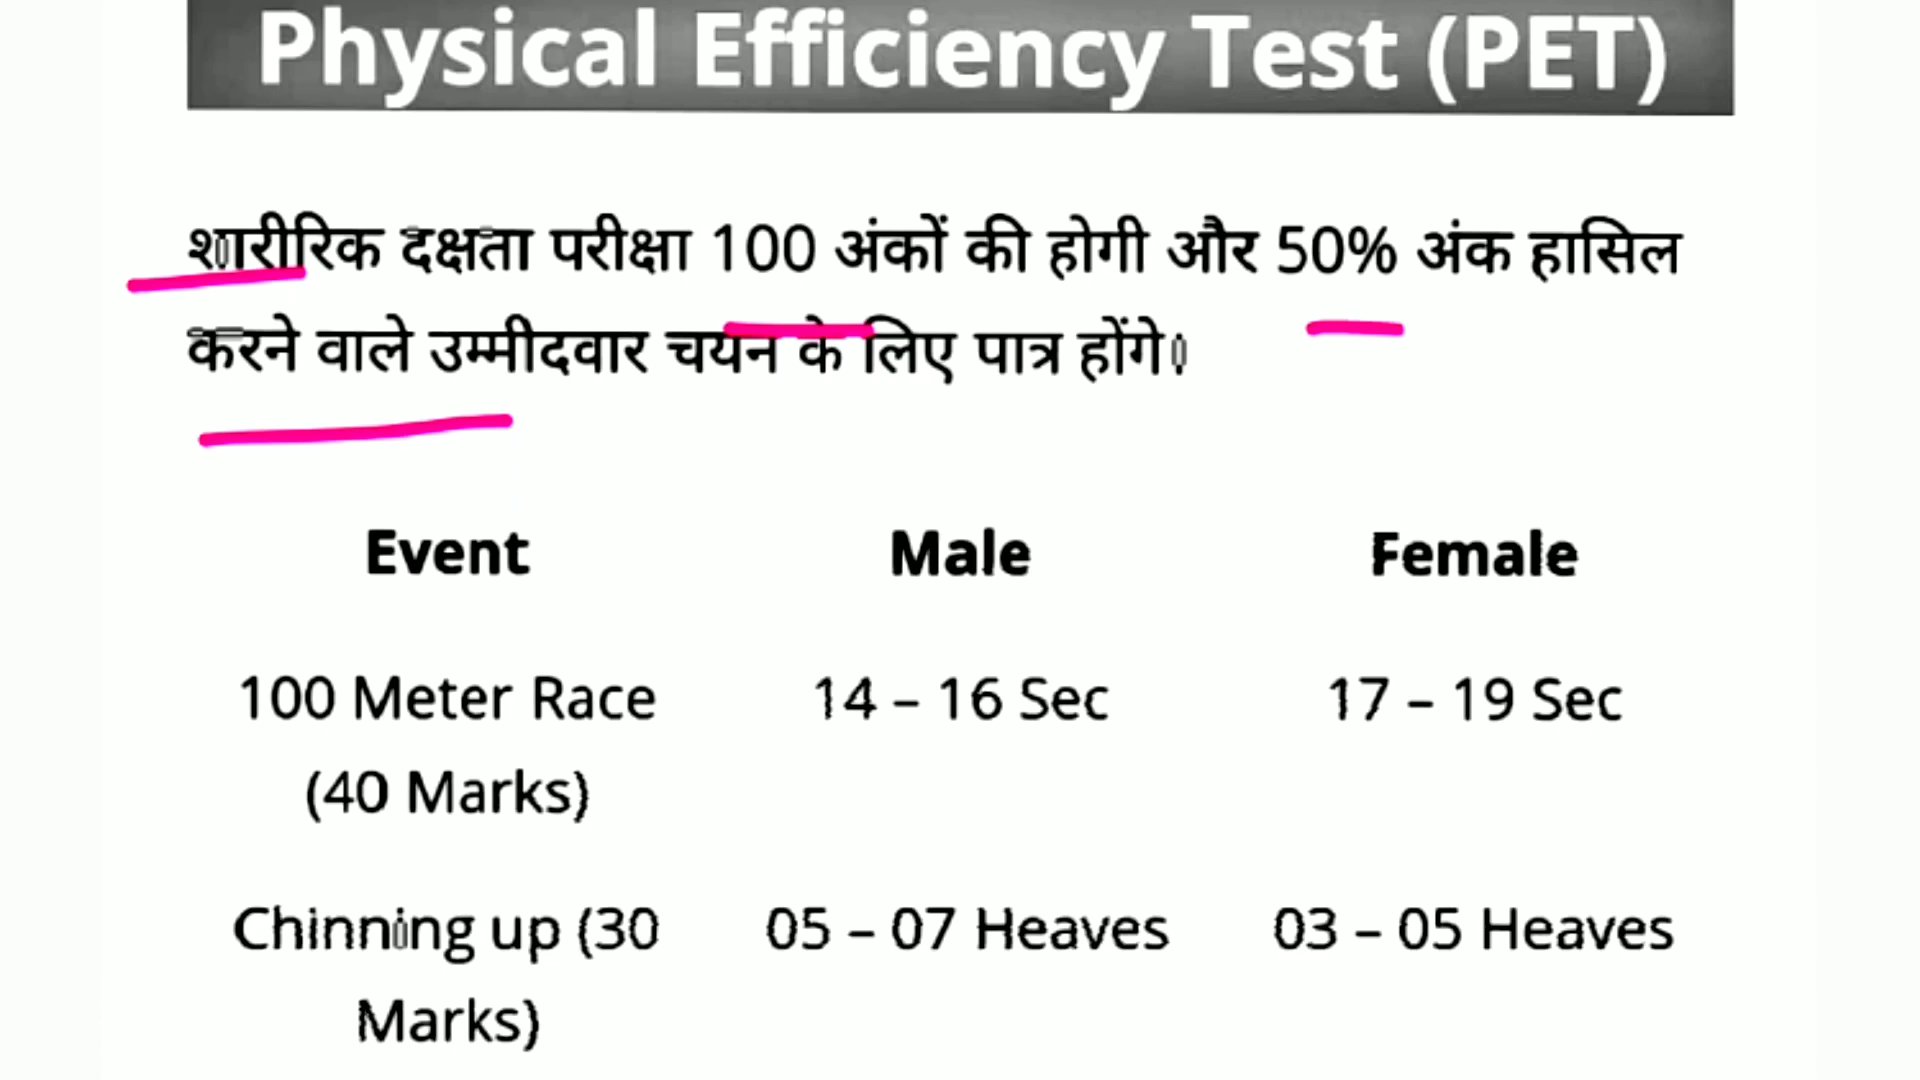 Physical Efficiency Test (PET)
शारीरिक दक्षता परीक्षा 100 अंकों की होगी और 50% अंक हासिल
करने वाले उम्मीदवार चयन के लिए पात्र होंगे।
Event Male Female
100 Meter Race 14 – 16 Sec 17 – 19 Sec
(40 Marks)
Chinning up (30 05 – 07 Heaves 03 – 05 Heaves
Marks)